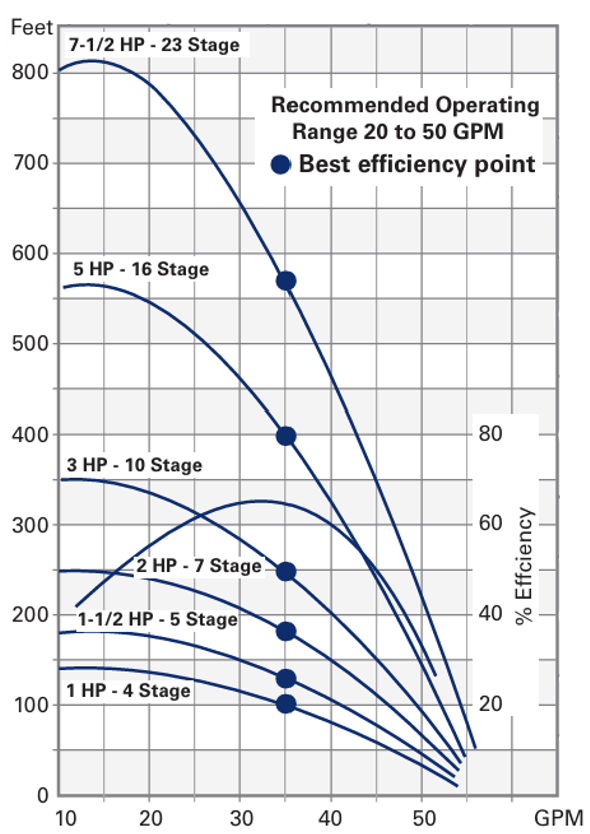 Feet
7-1/2 HP - 23 Stage
800
Recommended Operating
Range 20 to 50 GPM
Best efficiency point
700
600
5 HP - 16 Stage
500
400
80
3 HP - 10 Stage
300
60
% Effciency
2 HP - 7 Stage
200
40
1-1/2 HP - 5 Stage
1 HP - 4 Stage
100
20
0
10
20
30
40
50
GPM